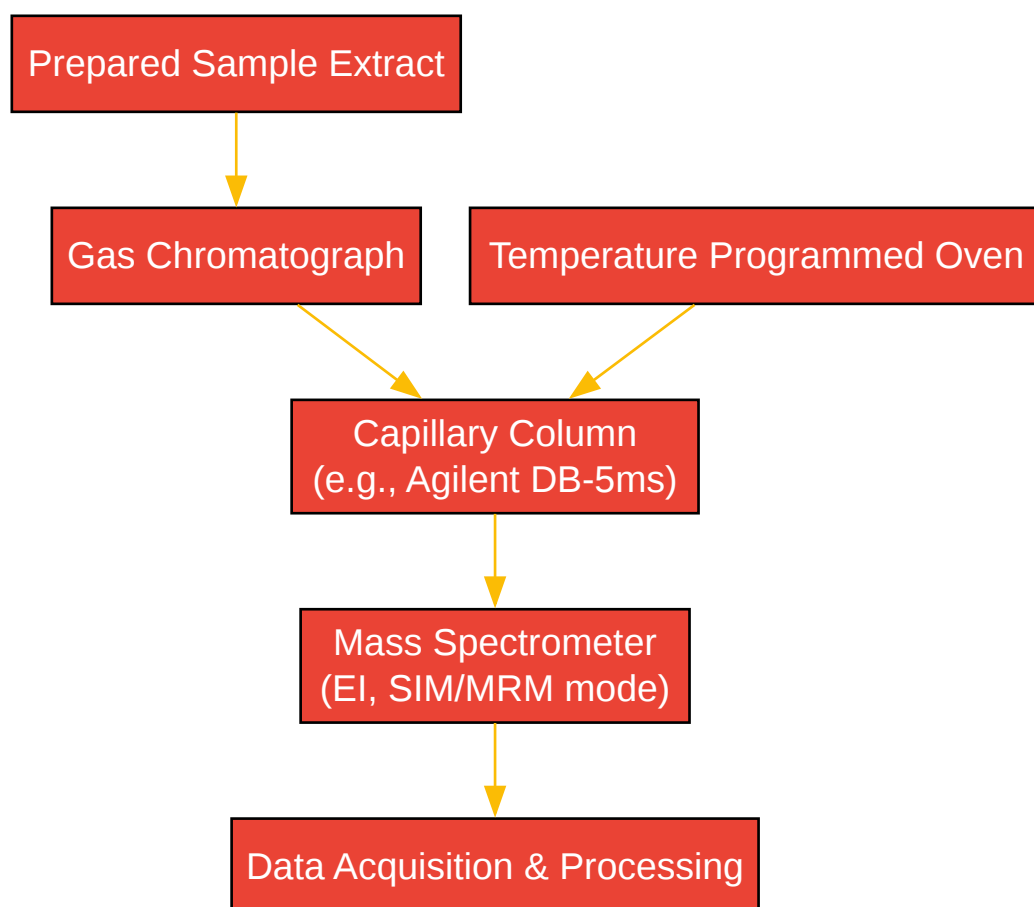 Prepared Sample Extract
Gas Chromatograph
Temperature Programmed Oven
Capillary Column
(e.g., Agilent DB-5ms)
Mass Spectrometer
(EI, SIM/MRM mode)
Data Acquisition & Processing